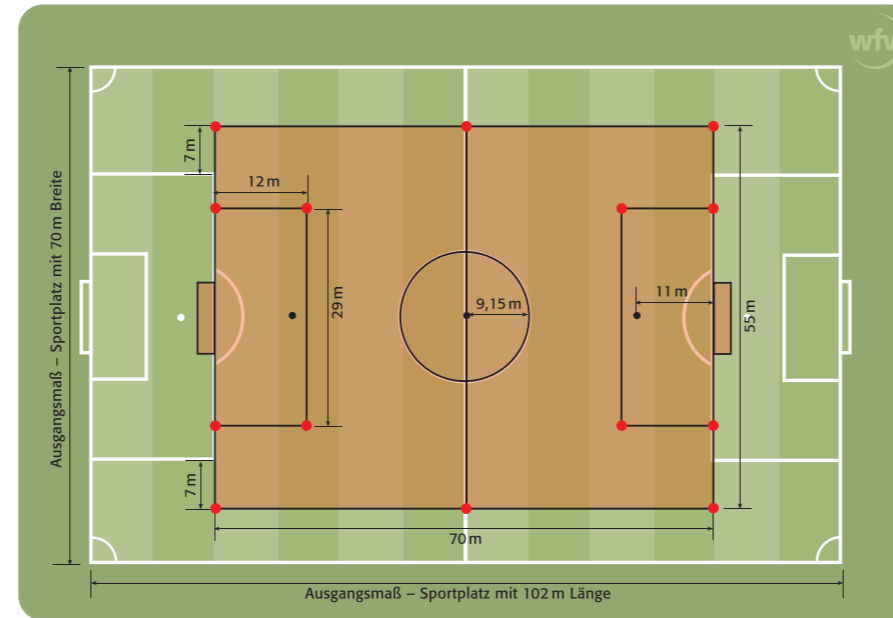 wfv
7 m
12 m
Ausgangsmaß – Sportplatz mit 70 m Breite
29 m
9,15 m
11 m
55 m
7 m
70 m
Ausgangsmaß – Sportplatz mit 102 m Länge